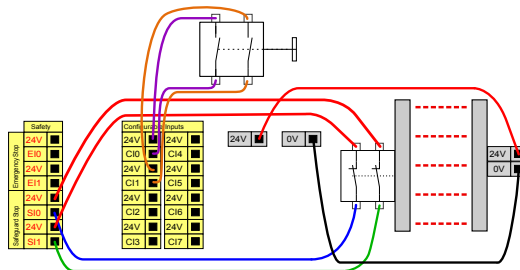 Safety
Emergency Stop
24V
EI0
24V
EI1
Safeguard Stop
24V
SI0
24V
SI1
Configurable Inputs
24V 24V
CI0 CI4
24V 24V
CI1 CI5
24V 24V
CI2 CI6
24V 24V
CI3 CI7
24V 0V
24V
0V